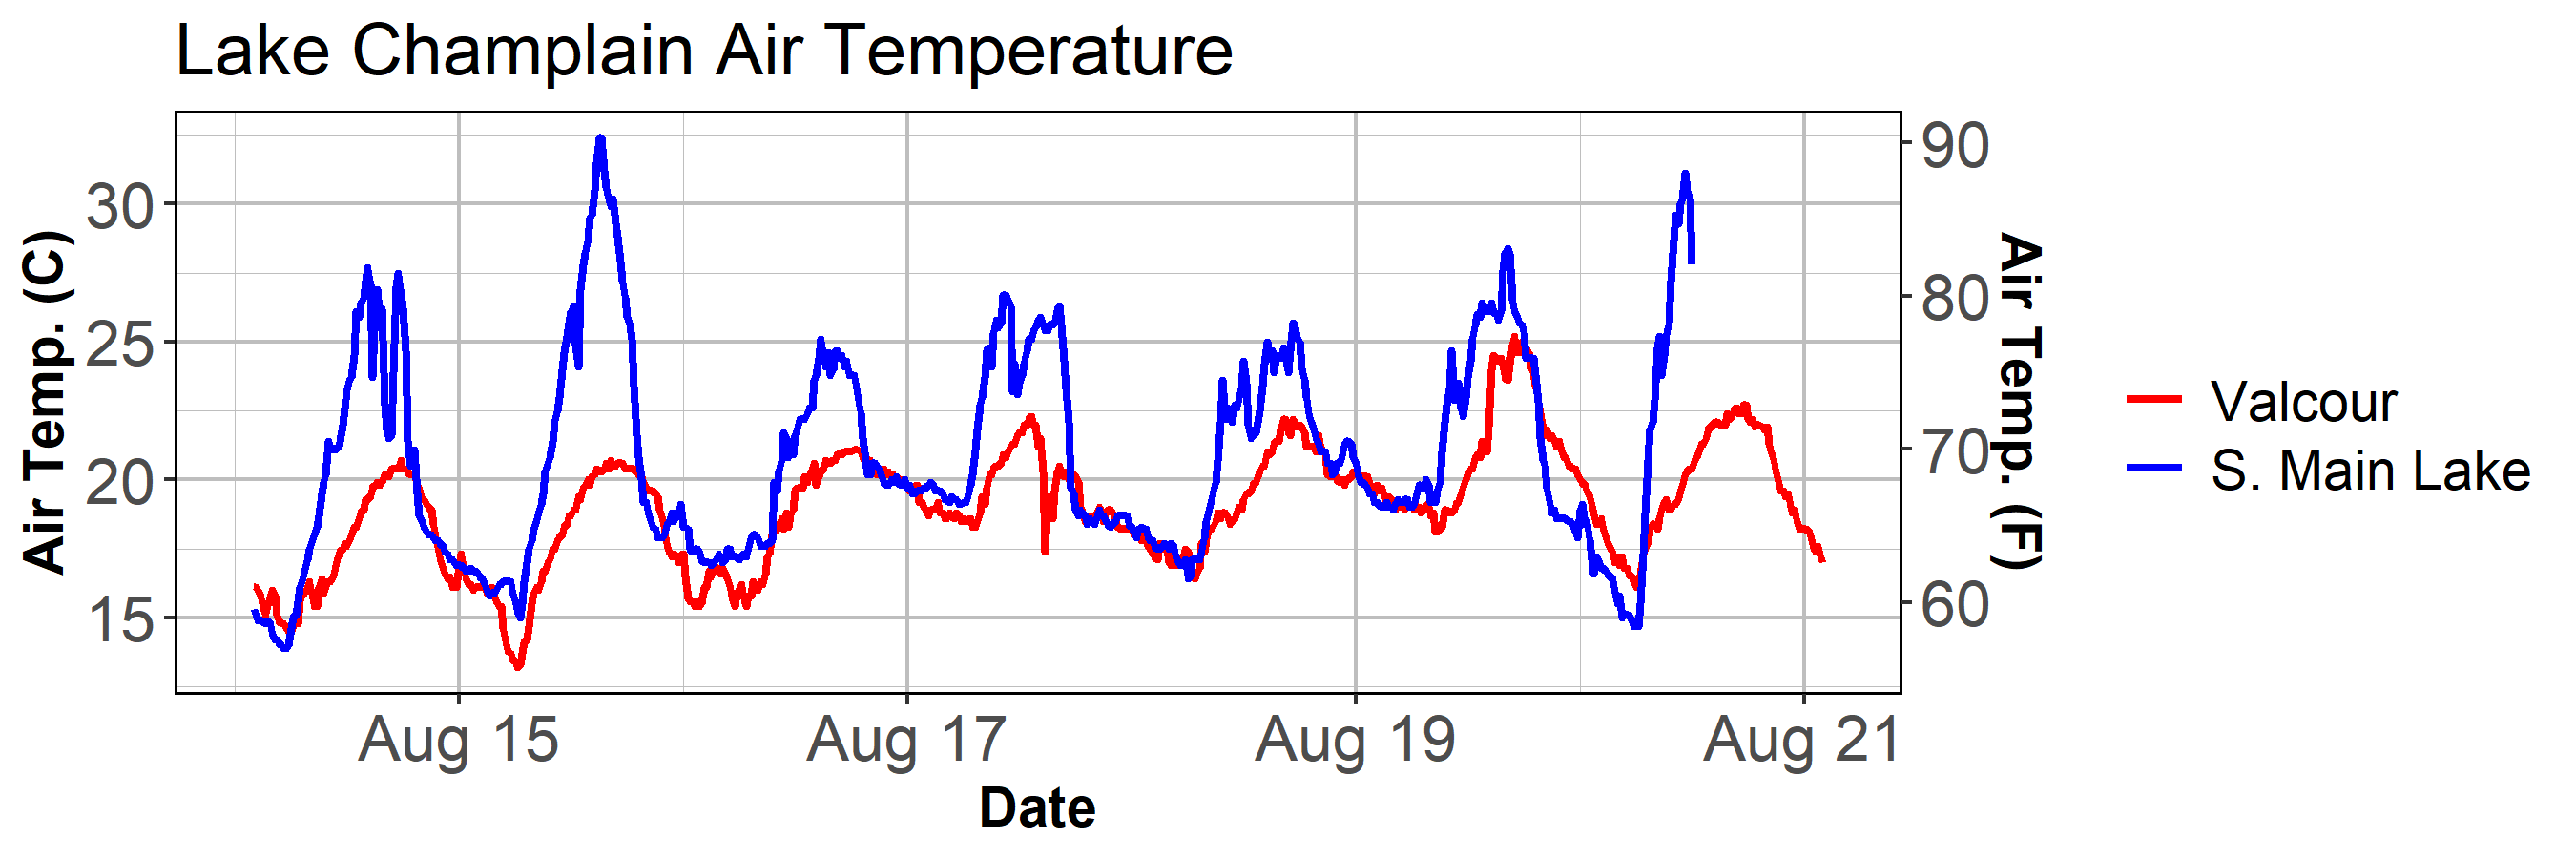 Lake Champlain Air Temperature
Air Temp. (C)
30
25
20
15
90
80
70
60
Air Temp. (F)
Aug 15
Aug 17
Aug 19
Aug 21
Date
Valcour
S. Main Lake